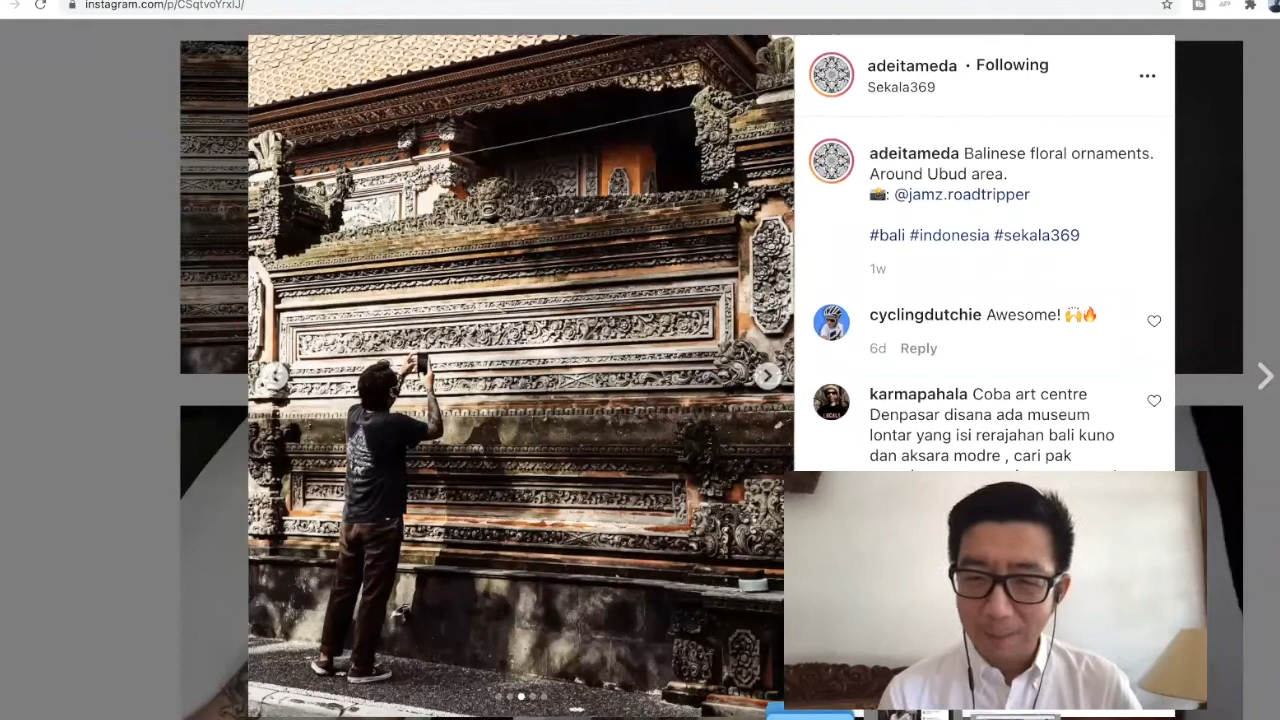 instagram.com/p/CSqtvoYrxIJ/
adeitameda • Following
Sekala369
adeitameda Balinese floral ornaments.
Around Ubud area.
📸: @jamz.roadtripper
#bali #indonesia #sekala369
1w
cyclingdutchie Awesome! 🙌🔥
6d Reply
karmapahala Coba art centre
Denpasar disana ada museum
lontar yang isi rerajahan bali kuno
dan aksara modre , cari pak